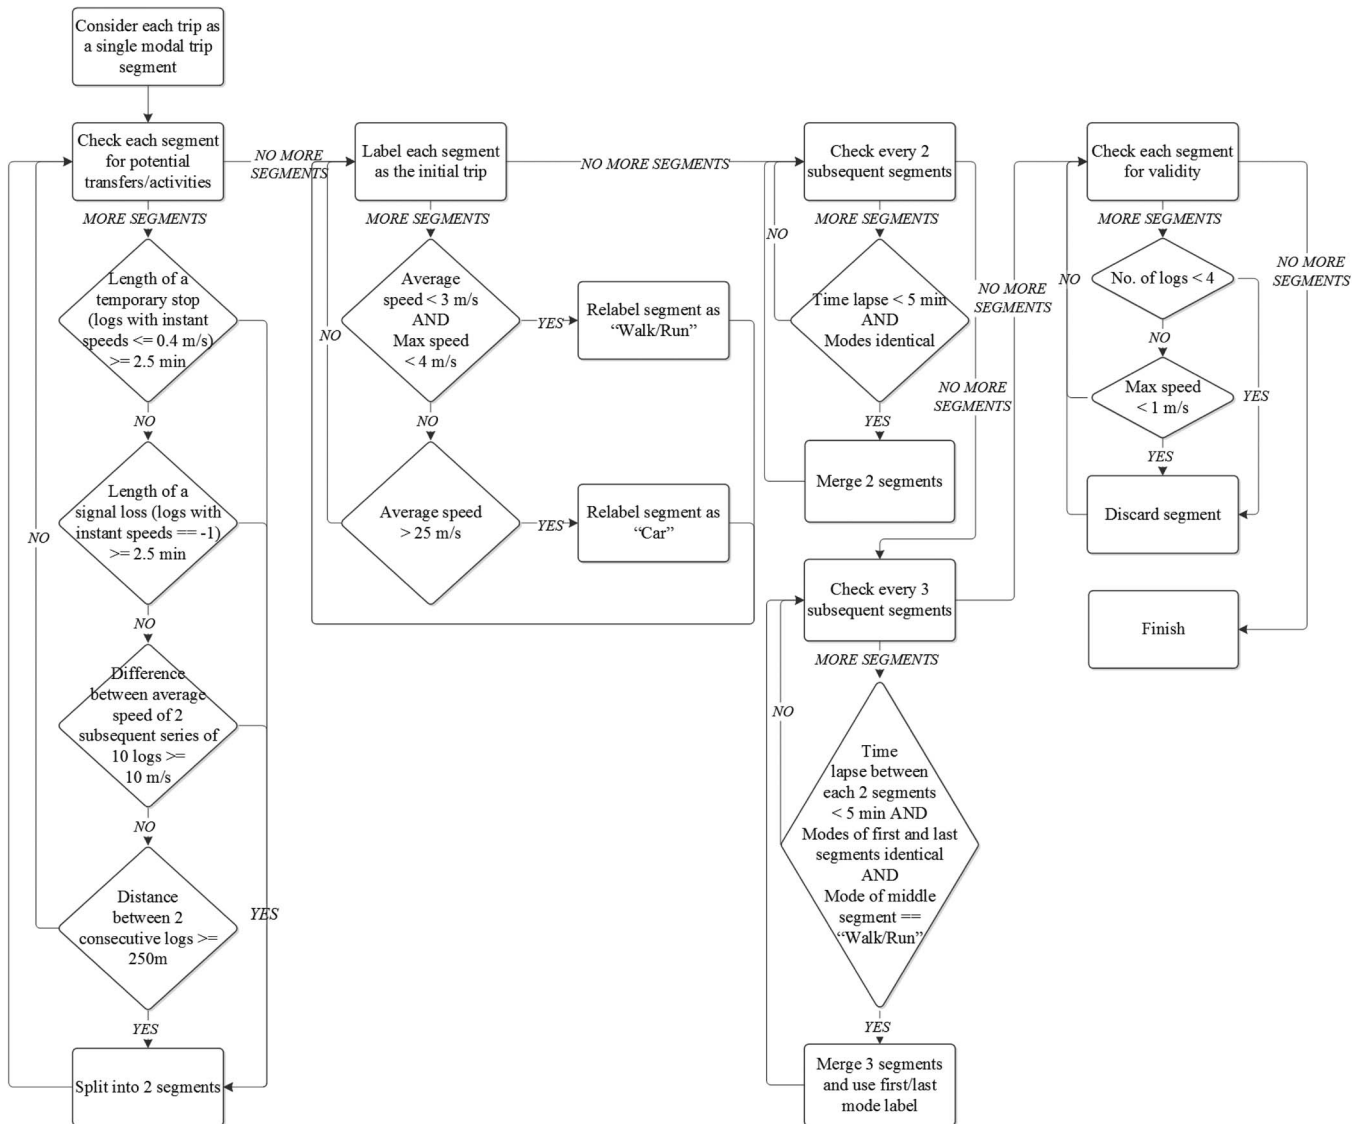 Consider each trip as
a single modal trip
segment
Check each segment
for potential
transfers/activities
NO MORE
SEGMENTS
MORE SEGMENTS
Length of a
temporary stop
(logs with instant
speeds <= 0.4 m/s)
>= 2.5 min
NO
Length of a
signal loss (logs with
instant speeds == -1)
>= 2.5 min
NO
NO
Difference
between average
speed of 2
subsequent series of
10 logs >=
10 m/s
NO
Distance
between 2
consecutive logs >=
250m
YES
YES
Split into 2 segments
Label each segment
as the initial trip
NO MORE SEGMENTS
MORE SEGMENTS
Average
speed < 3 m/s
AND
Max speed
< 4 m/s
NO
YES
Relabel segment as
“Walk/Run”
NO
Average speed
> 25 m/s
YES
Relabel segment as
“Car”
Check every 2
subsequent segments
MORE SEGMENTS
NO
Time lapse < 5 min
AND
Modes identical
NO MORE
SEGMENTS
YES
Merge 2 segments
Check every 3
subsequent segments
NO MORE
SEGMENTS
MORE SEGMENTS
NO
Time
lapse between
each 2 segments
< 5 min AND
Modes of first and last
segments identical
AND
Mode of middle
segment ==
“Walk/Run”
YES
Merge 3 segments
and use first/last
mode label
Check each segment
for validity
MORE SEGMENTS
NO MORE
SEGMENTS
NO
No. of logs < 4
NO
YES
Max speed
< 1 m/s
YES
Discard segment
Finish